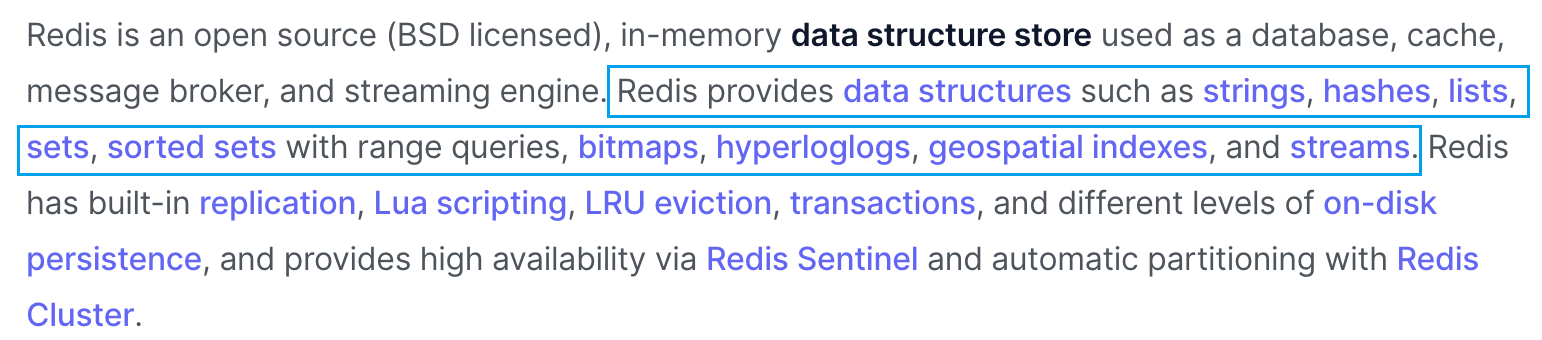 Redis is an open source (BSD licensed), in-memory data structure store used as a database, cache,
message broker, and streaming engine. Redis provides data structures such as strings, hashes, lists,
sets, sorted sets with range queries, bitmaps, hyperloglogs, geospatial indexes, and streams. Redis
has built-in replication, Lua scripting, LRU eviction, transactions, and different levels of on-disk
persistence, and provides high availability via Redis Sentinel and automatic partitioning with Redis
Cluster.